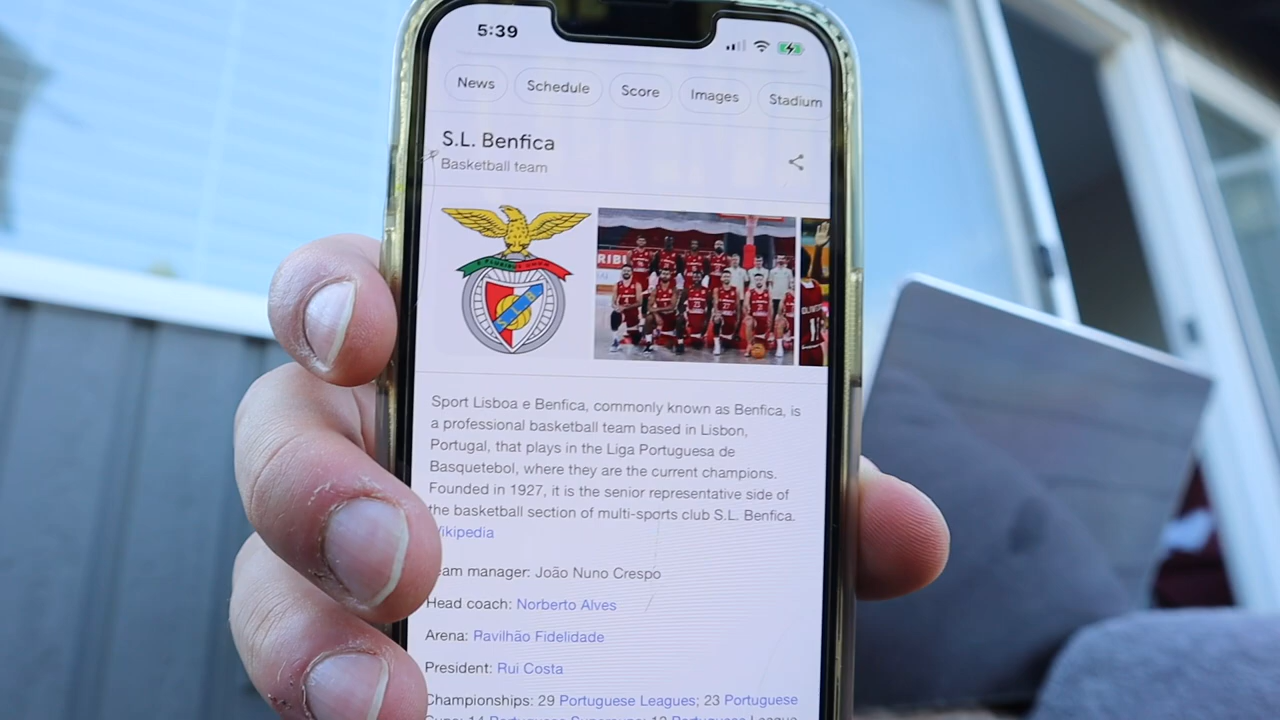 5:39
News Schedule Score Images Stadium
S.L. Benfica
Basketball team
Sport Lisboa e Benfica, commonly known as Benfica, is
a professional basketball team based in Lisbon,
Portugal, that plays in the Liga Portuguesa de
Basquetebol, where they are the current champions.
Founded in 1927, it is the senior representative side of
the basketball section of multi-sports club S.L. Benfica.
Wikipedia
Team manager: João Nuno Crespo
Head coach: Norberto Alves
Arena: Pavilhão Fidelidade
President: Rui Costa
Championships: 29 Portuguese Leagues; 23 Portuguese